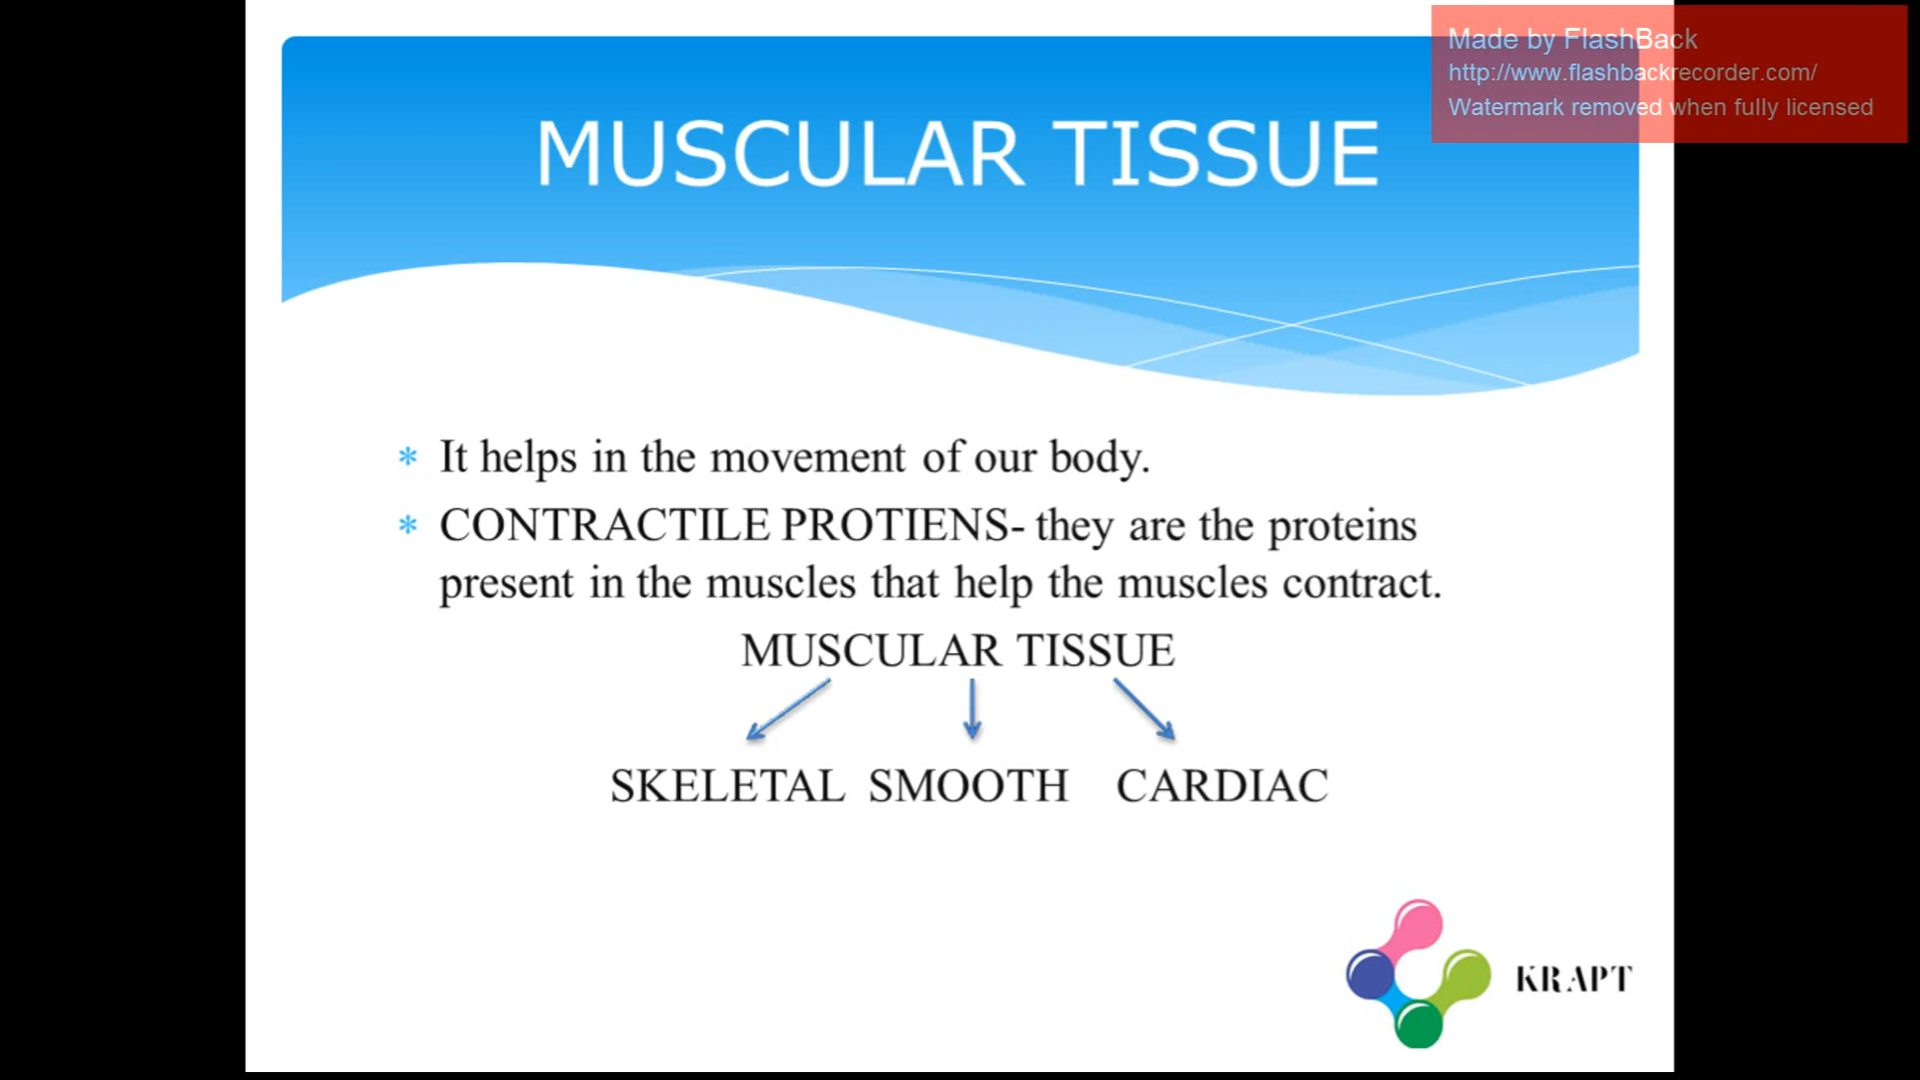 Made by FlashBack
http://www.flashbackrecorder.com/
Watermark removed when fully licensed
MUSCULAR TISSUE
* It helps in the movement of our body.
* CONTRACTILE PROTIENS- they are the proteins
present in the muscles that help the muscles contract.
MUSCULAR TISSUE
SKELETAL SMOOTH CARDIAC
KRAPT